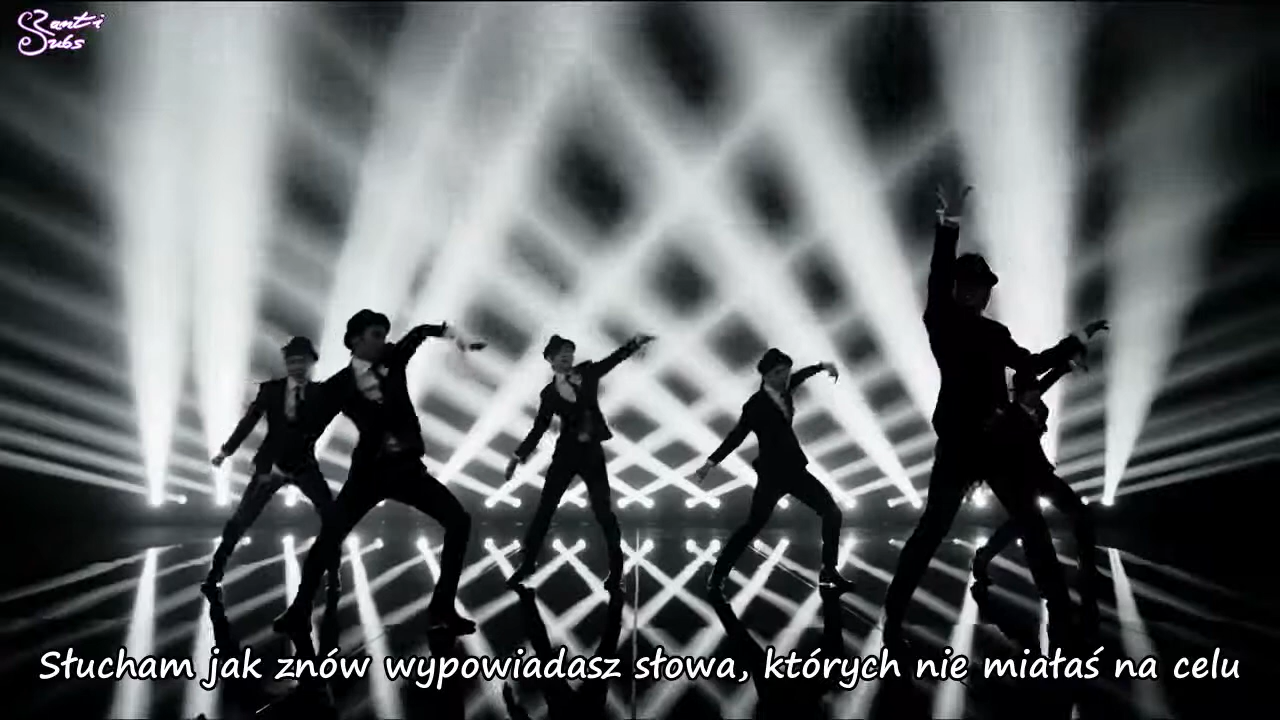 Santi
Subs
Słucham jak znów wypowiadasz słowa, których nie miałaś na celu